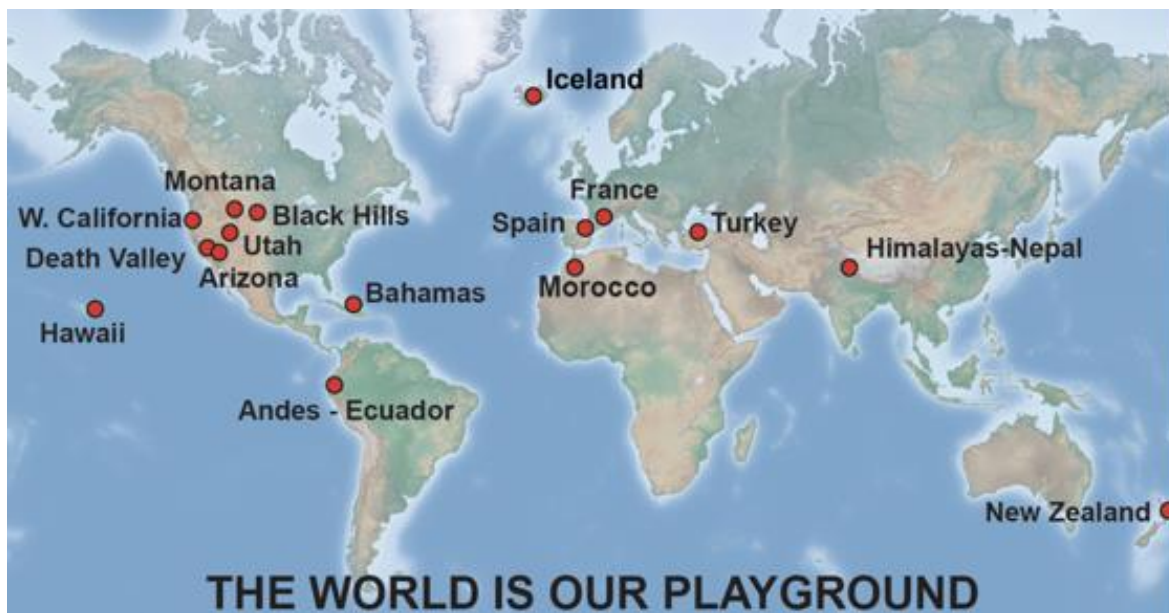 Iceland
Montana
France
W. California
Black Hills
Spain
Turkey
Utah
Himalayas-Nepal
Death Valley
Arizona
Morocco
Bahamas
Hawaii
Andes - Ecuador
New Zealand
THE WORLD IS OUR PLAYGROUND